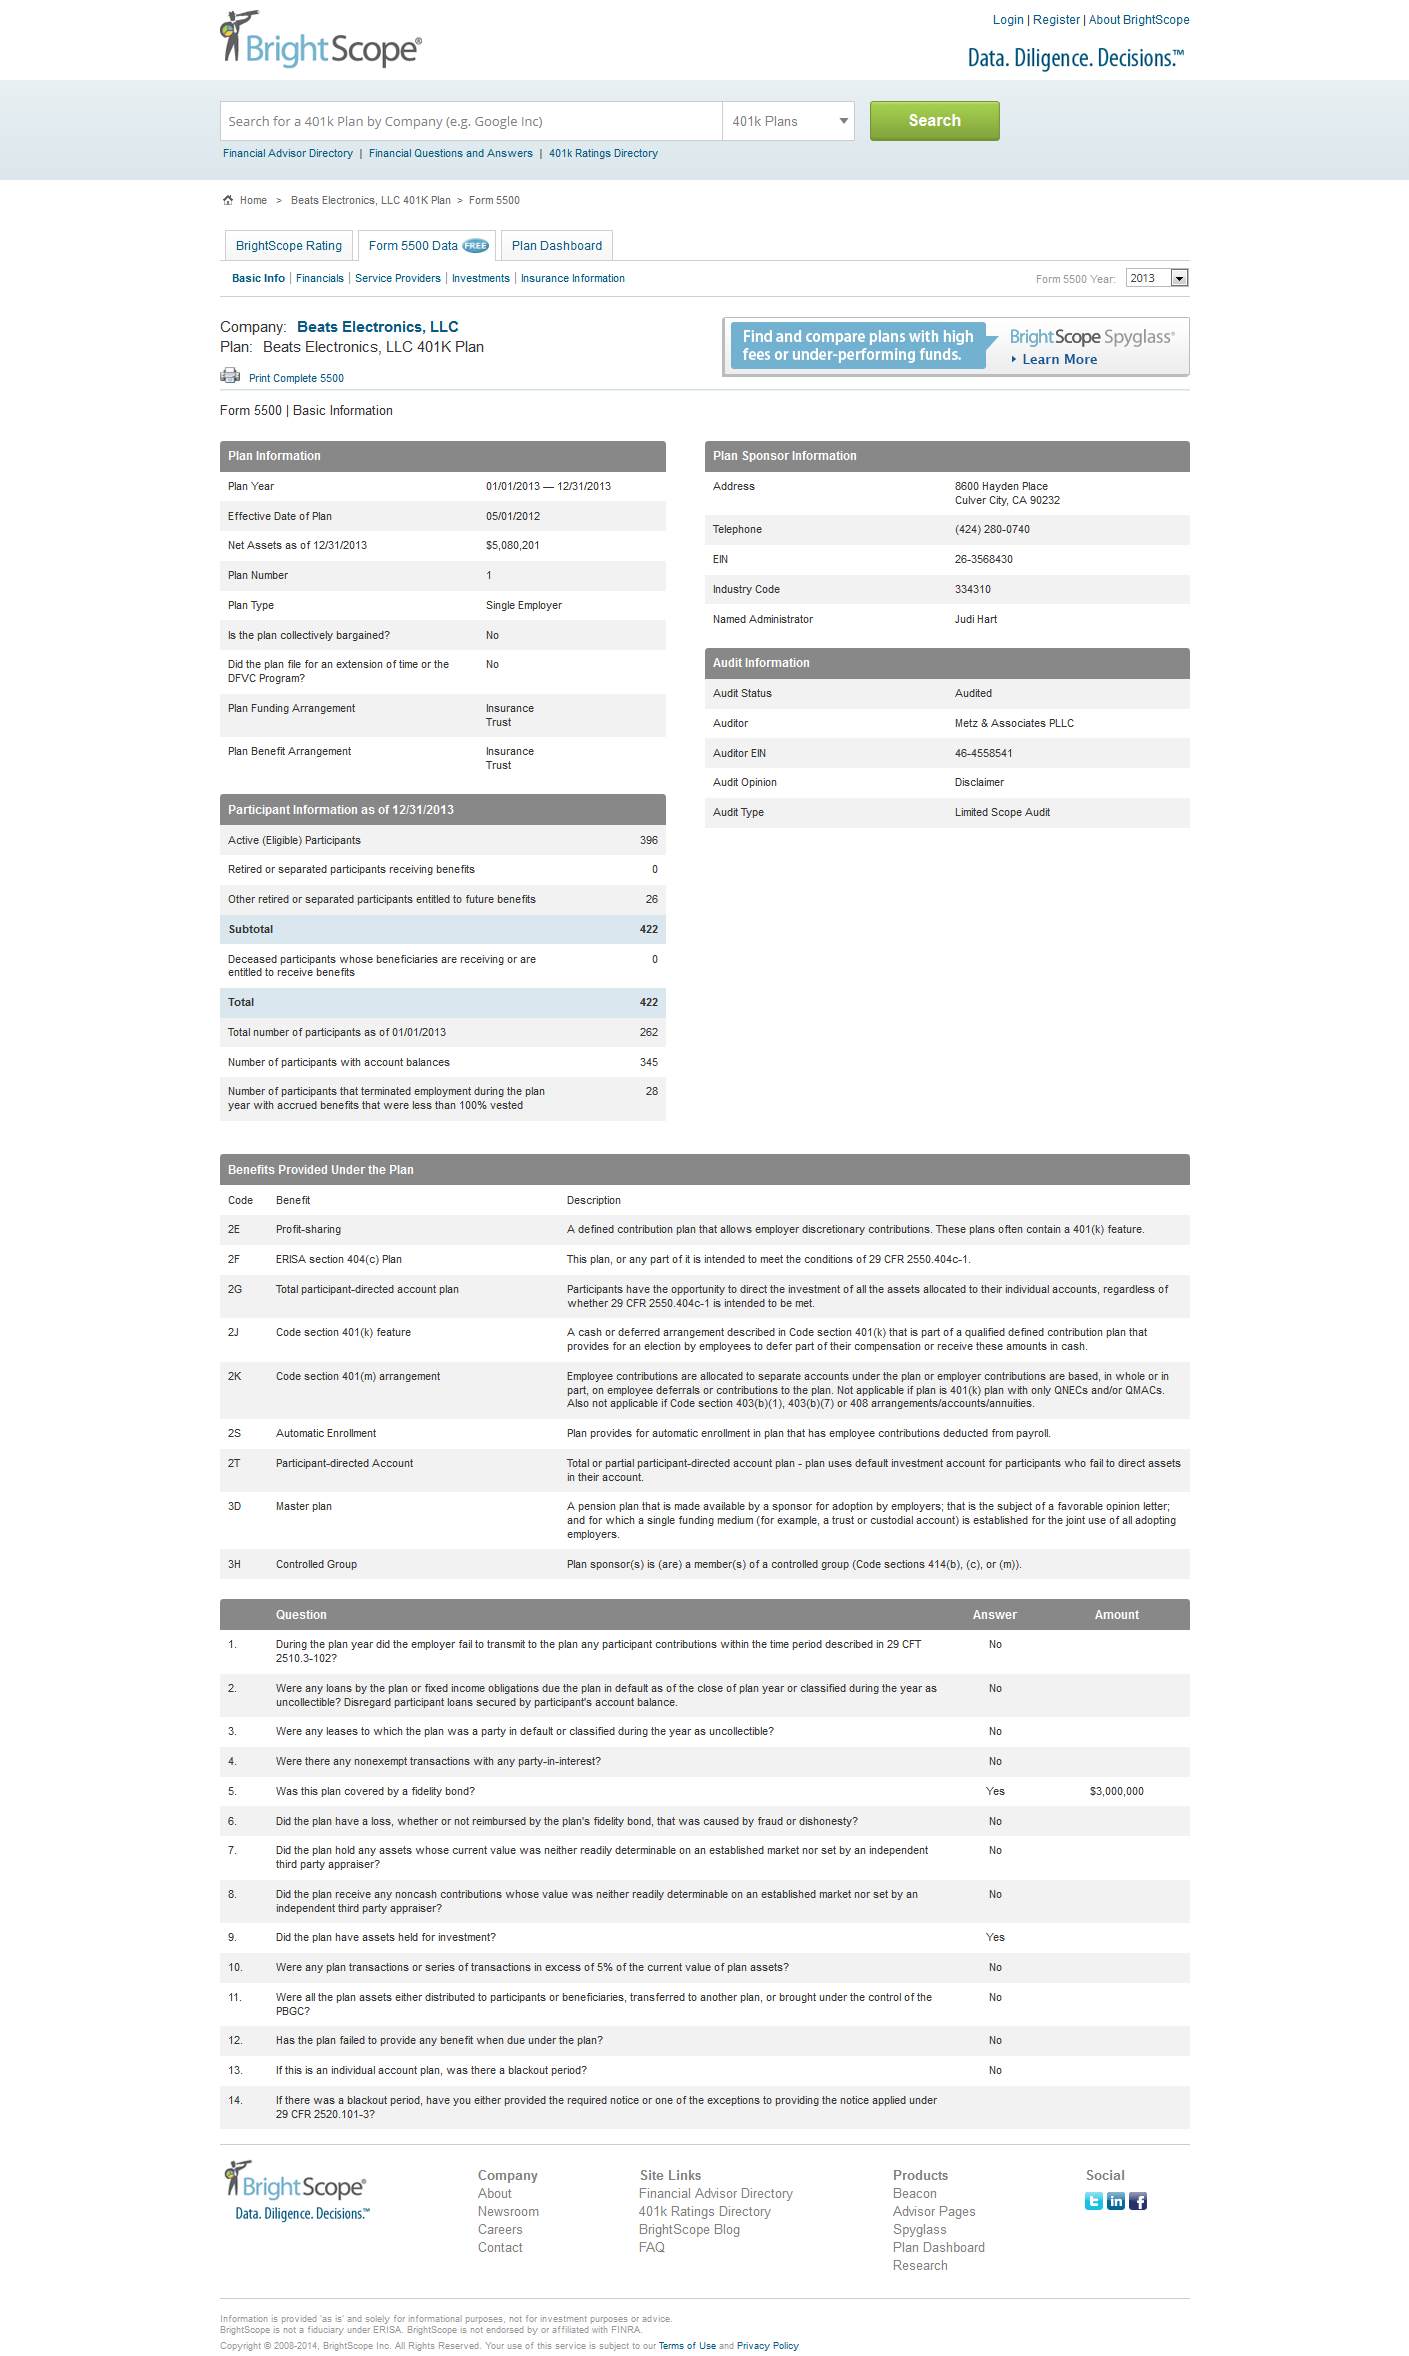 BrightScope®
Login | Register | About BrightScope
Data. Diligence. Decisions.™
Search for a 401k Plan by Company (e.g. Google Inc)
401k Plans
Search
Financial Advisor Directory | Financial Questions and Answers | 401k Ratings Directory
Home > Beats Electronics, LLC 401K Plan > Form 5500
BrightScope Rating
Form 5500 Data FREE
Plan Dashboard
Basic Info | Financials | Service Providers | Investments | Insurance Information
Form 5500 Year: 2013
Company: Beats Electronics, LLC
Plan: Beats Electronics, LLC 401K Plan
Print Complete 5500
Find and compare plans with high
fees or under-performing funds.
BrightScope Spyglass®
Learn More
Form 5500 | Basic Information
Plan Information
Plan Year 01/01/2013 — 12/31/2013
Effective Date of Plan 05/01/2012
Net Assets as of 12/31/2013 $5,080,201
Plan Number 1
Plan Type Single Employer
Is the plan collectively bargained? No
Did the plan file for an extension of time or the No
DFVC Program?
Plan Funding Arrangement Insurance
Trust
Plan Benefit Arrangement Insurance
Trust
Participant Information as of 12/31/2013
Active (Eligible) Participants 396
Retired or separated participants receiving benefits 0
Other retired or separated participants entitled to future benefits 26
Subtotal 422
Deceased participants whose beneficiaries are receiving or are 0
entitled to receive benefits
Total 422
Total number of participants as of 01/01/2013 262
Number of participants with account balances 345
Number of participants that terminated employment during the plan 28
year with accrued benefits that were less than 100% vested
Plan Sponsor Information
Address 8600 Hayden Place
Culver City, CA 90232
Telephone (424) 280-0740
EIN 26-3568430
Industry Code 334310
Named Administrator Judi Hart
Audit Information
Audit Status Audited
Auditor Metz & Associates PLLC
Auditor EIN 46-4558541
Audit Opinion Disclaimer
Audit Type Limited Scope Audit
Benefits Provided Under the Plan
Code Benefit Description
2E Profit-sharing A defined contribution plan that allows employer discretionary contributions. These plans often contain a 401(k) feature.
2F ERISA section 404(c) Plan This plan, or any part of it is intended to meet the conditions of 29 CFR 2550.404c-1.
2G Total participant-directed account plan Participants have the opportunity to direct the investment of all the assets allocated to their individual accounts, regardless of
whether 29 CFR 2550.404c-1 is intended to be met.
2J Code section 401(k) feature A cash or deferred arrangement described in Code section 401(k) that is part of a qualified defined contribution plan that
provides for an election by employees to defer part of their compensation or receive these amounts in cash.
2K Code section 401(m) arrangement Employee contributions are allocated to separate accounts under the plan or employer contributions are based, in whole or in
part, on employee deferrals or contributions to the plan. Not applicable if plan is 401(k) plan with only QNECs and/or QMACs.
Also not applicable if Code section 403(b)(1), 403(b)(7) or 408 arrangements/accounts/annuities.
2S Automatic Enrollment Plan provides for automatic enrollment in plan that has employee contributions deducted from payroll.
2T Participant-directed Account Total or partial participant-directed account plan - plan uses default investment account for participants who fail to direct assets
in their account.
3D Master plan A pension plan that is made available by a sponsor for adoption by employers; that is the subject of a favorable opinion letter;
and for which a single funding medium (for example, a trust or custodial account) is established for the joint use of all adopting
employers.
3H Controlled Group Plan sponsor(s) is (are) a member(s) of a controlled group (Code sections 414(b), (c), or (m)).
Question Answer Amount
1. During the plan year did the employer fail to transmit to the plan any participant contributions within the time period described in 29 CFT No
2510.3-102?
2. Were any loans by the plan or fixed income obligations due the plan in default as of the close of plan year or classified during the year as No
uncollectible? Disregard participant loans secured by participant's account balance.
3. Were any leases to which the plan was a party in default or classified during the year as uncollectible? No
4. Were there any nonexempt transactions with any party-in-interest? No
5. Was this plan covered by a fidelity bond? Yes $3,000,000
6. Did the plan have a loss, whether or not reimbursed by the plan's fidelity bond, that was caused by fraud or dishonesty? No
7. Did the plan hold any assets whose current value was neither readily determinable on an established market nor set by an independent No
third party appraiser?
8. Did the plan receive any noncash contributions whose value was neither readily determinable on an established market nor set by an No
independent third party appraiser?
9. Did the plan have assets held for investment? Yes
10. Were any plan transactions or series of transactions in excess of 5% of the current value of plan assets? No
11. Were all the plan assets either distributed to participants or beneficiaries, transferred to another plan, or brought under the control of the No
PBGC?
12. Has the plan failed to provide any benefit when due under the plan? No
13. If this is an individual account plan, was there a blackout period? No
14. If there was a blackout period, have you either provided the required notice or one of the exceptions to providing the notice applied under
29 CFR 2520.101-3?
BrightScope®
Data. Diligence. Decisions.™
Company
About
Newsroom
Careers
Contact
Site Links
Financial Advisor Directory
401k Ratings Directory
BrightScope Blog
FAQ
Products
Beacon
Advisor Pages
Spyglass
Plan Dashboard
Research
Social
t in f
Information is provided 'as is' and solely for informational purposes, not for investment purposes or advice.
BrightScope is not a fiduciary under ERISA. BrightScope is not endorsed by or affiliated with FINRA.
Copyright © 2008-2014, BrightScope Inc. All Rights Reserved. Your use of this service is subject to our Terms of Use and Privacy Policy